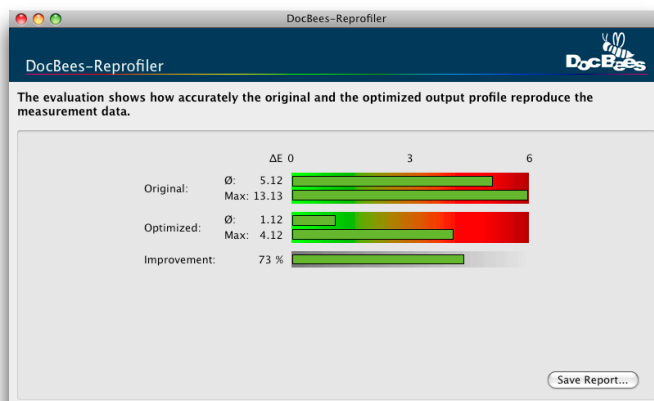 DocBees-Reprofiler
DocBees-Reprofiler
DocBees
The evaluation shows how accurately the original and the optimized output profile reproduce the
measurement data.
ΔE 0 3 6
Original:
Ø: 5.12
Max: 13.13
Optimized:
Ø: 1.12
Max: 4.12
Improvement: 73 %
Save Report...